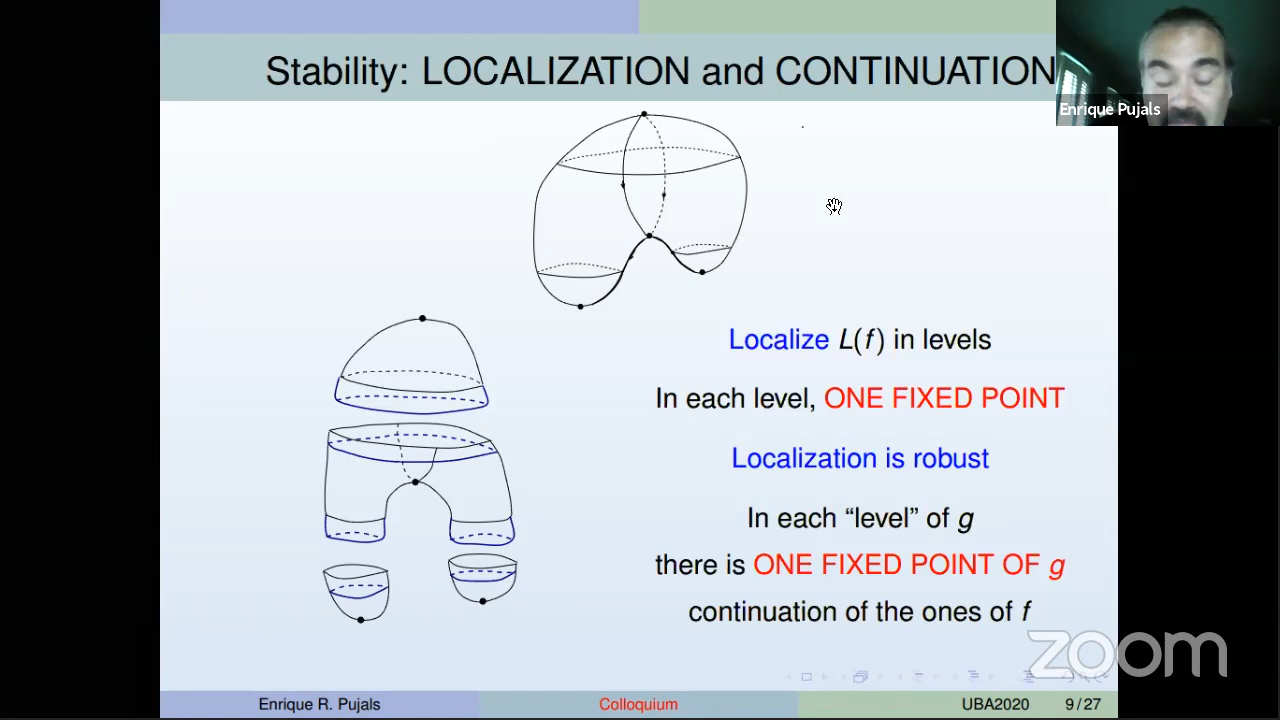 Stability: LOCALIZATION and CONTINUATION
Enrique Pujals
Localize L(f) in levels
In each level, ONE FIXED POINT
Localization is robust
In each “level” of g
there is ONE FIXED POINT OF g
continuation of the ones of f
zoom
Enrique R. Pujals
Colloquium
UBA2020
9/27